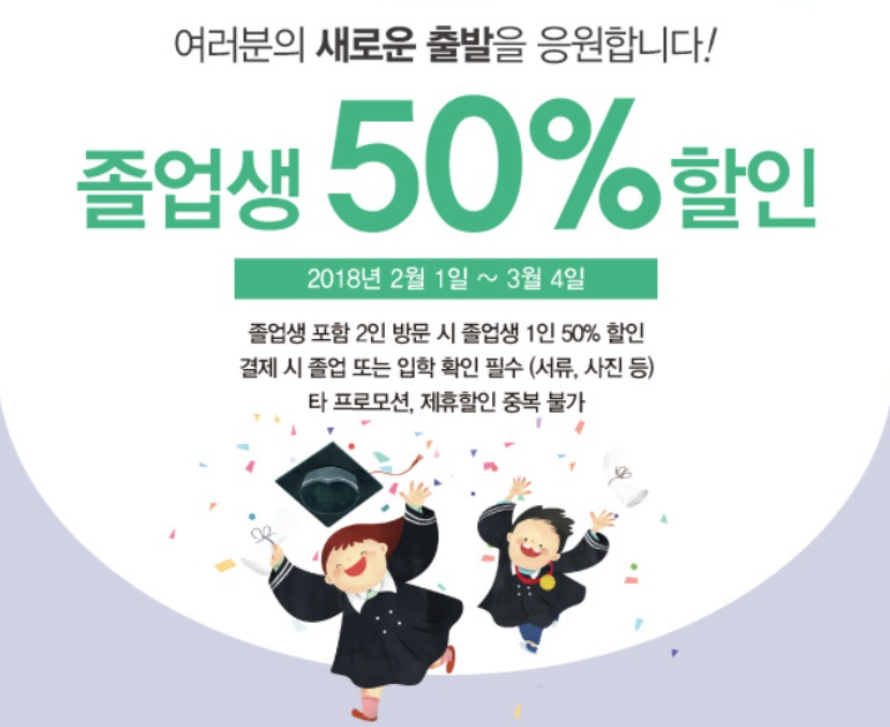 여러분의 새로운 출발을 응원합니다!
졸업생 50% 할인
2018년 2월 1일 ~ 3월 4일
졸업생 포함 2인 방문 시 졸업생 1인 50% 할인
결제 시 졸업 또는 입학 확인 필수 (서류, 사진 등)
타 프로모션, 제휴할인 중복 불가